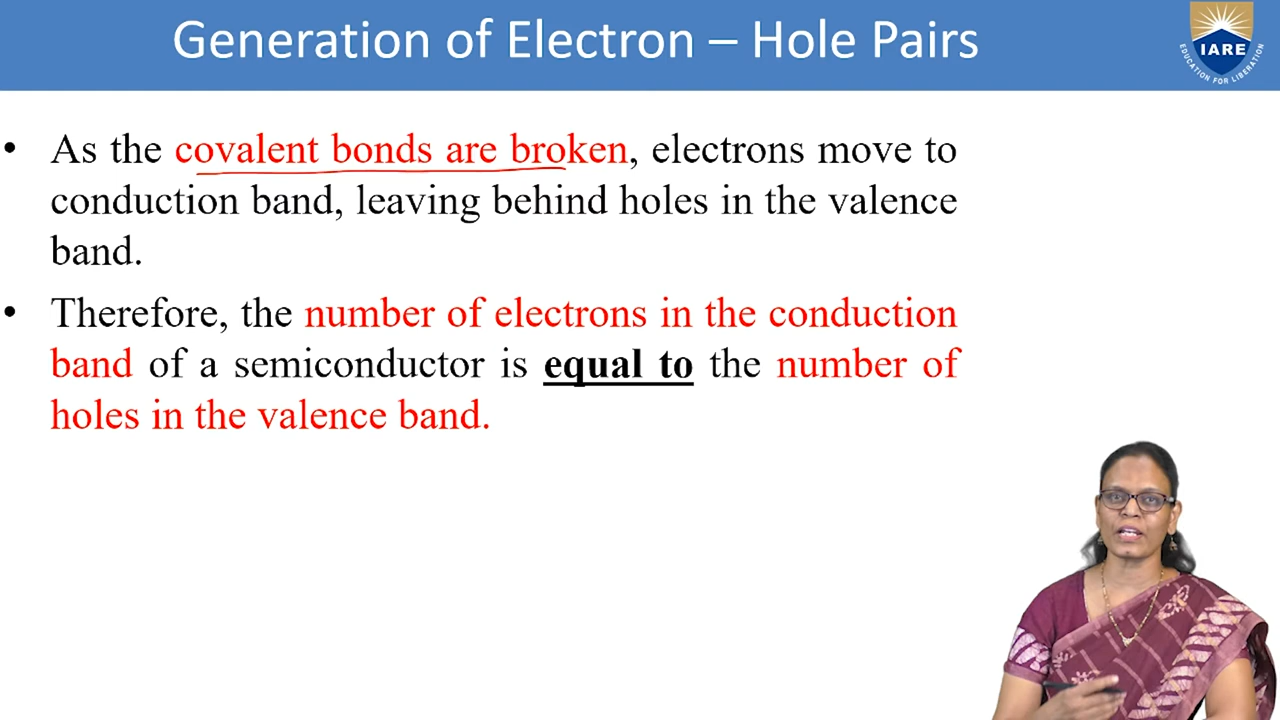 Generation of Electron – Hole Pairs
IARE
EDUCATION FOR LIBERATION
• As the covalent bonds are broken, electrons move to
conduction band, leaving behind holes in the valence
band.
• Therefore, the number of electrons in the conduction
band of a semiconductor is equal to the number of
holes in the valence band.